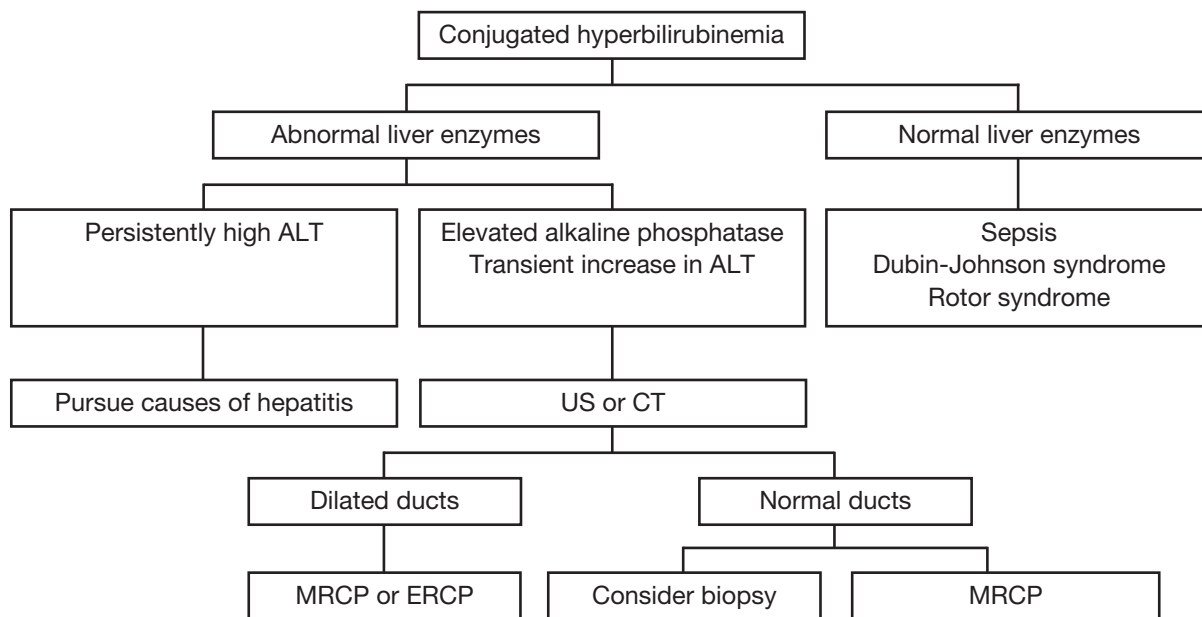 Conjugated hyperbilirubinemia
Abnormal liver enzymes
Normal liver enzymes
Persistently high ALT
Elevated alkaline phosphatase
Transient increase in ALT
Sepsis
Dubin-Johnson syndrome
Rotor syndrome
Pursue causes of hepatitis
US or CT
Dilated ducts
Normal ducts
MRCP or ERCP
Consider biopsy
MRCP